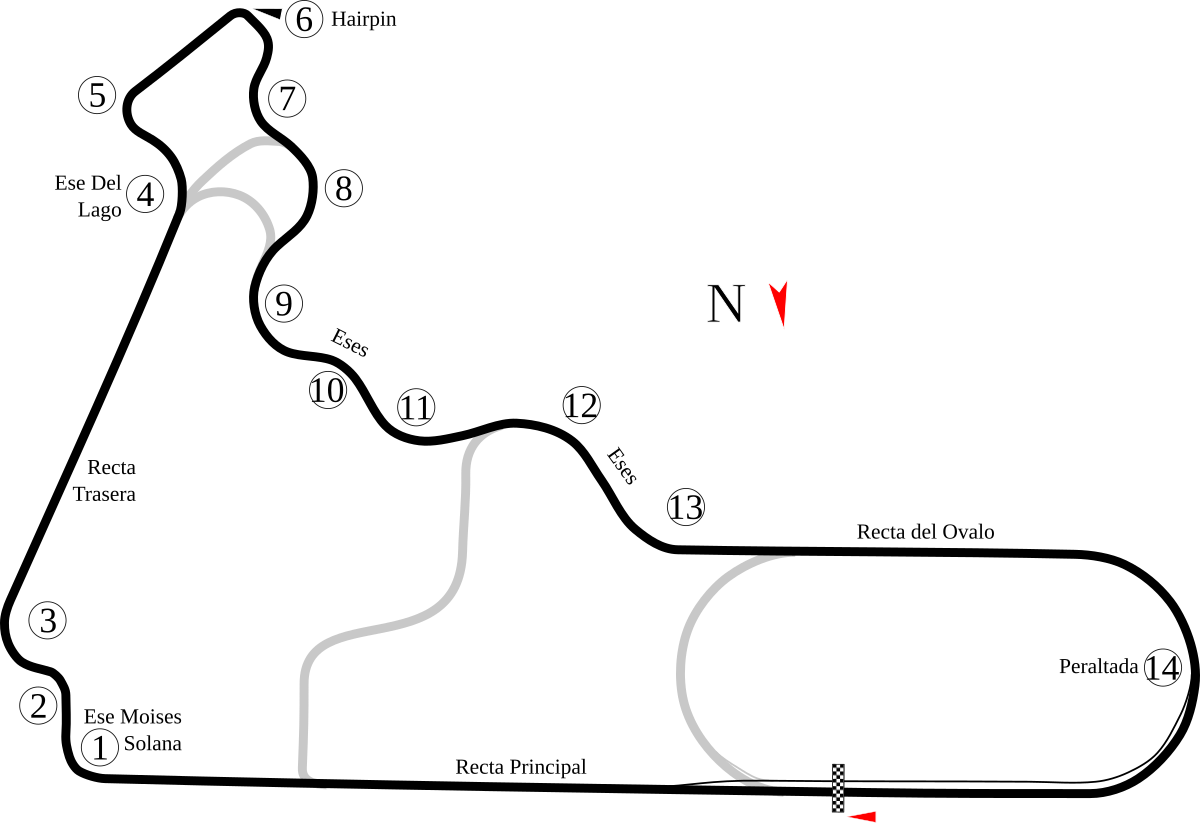 6 Hairpin
5
7
Ese Del
Lago
4
8
9
N
Eses
10
11
12
Eses
Recta
Trasera
13
Recta del Ovalo
3
Peraltada 14
2
Ese Moises
Solana
1
Recta Principal